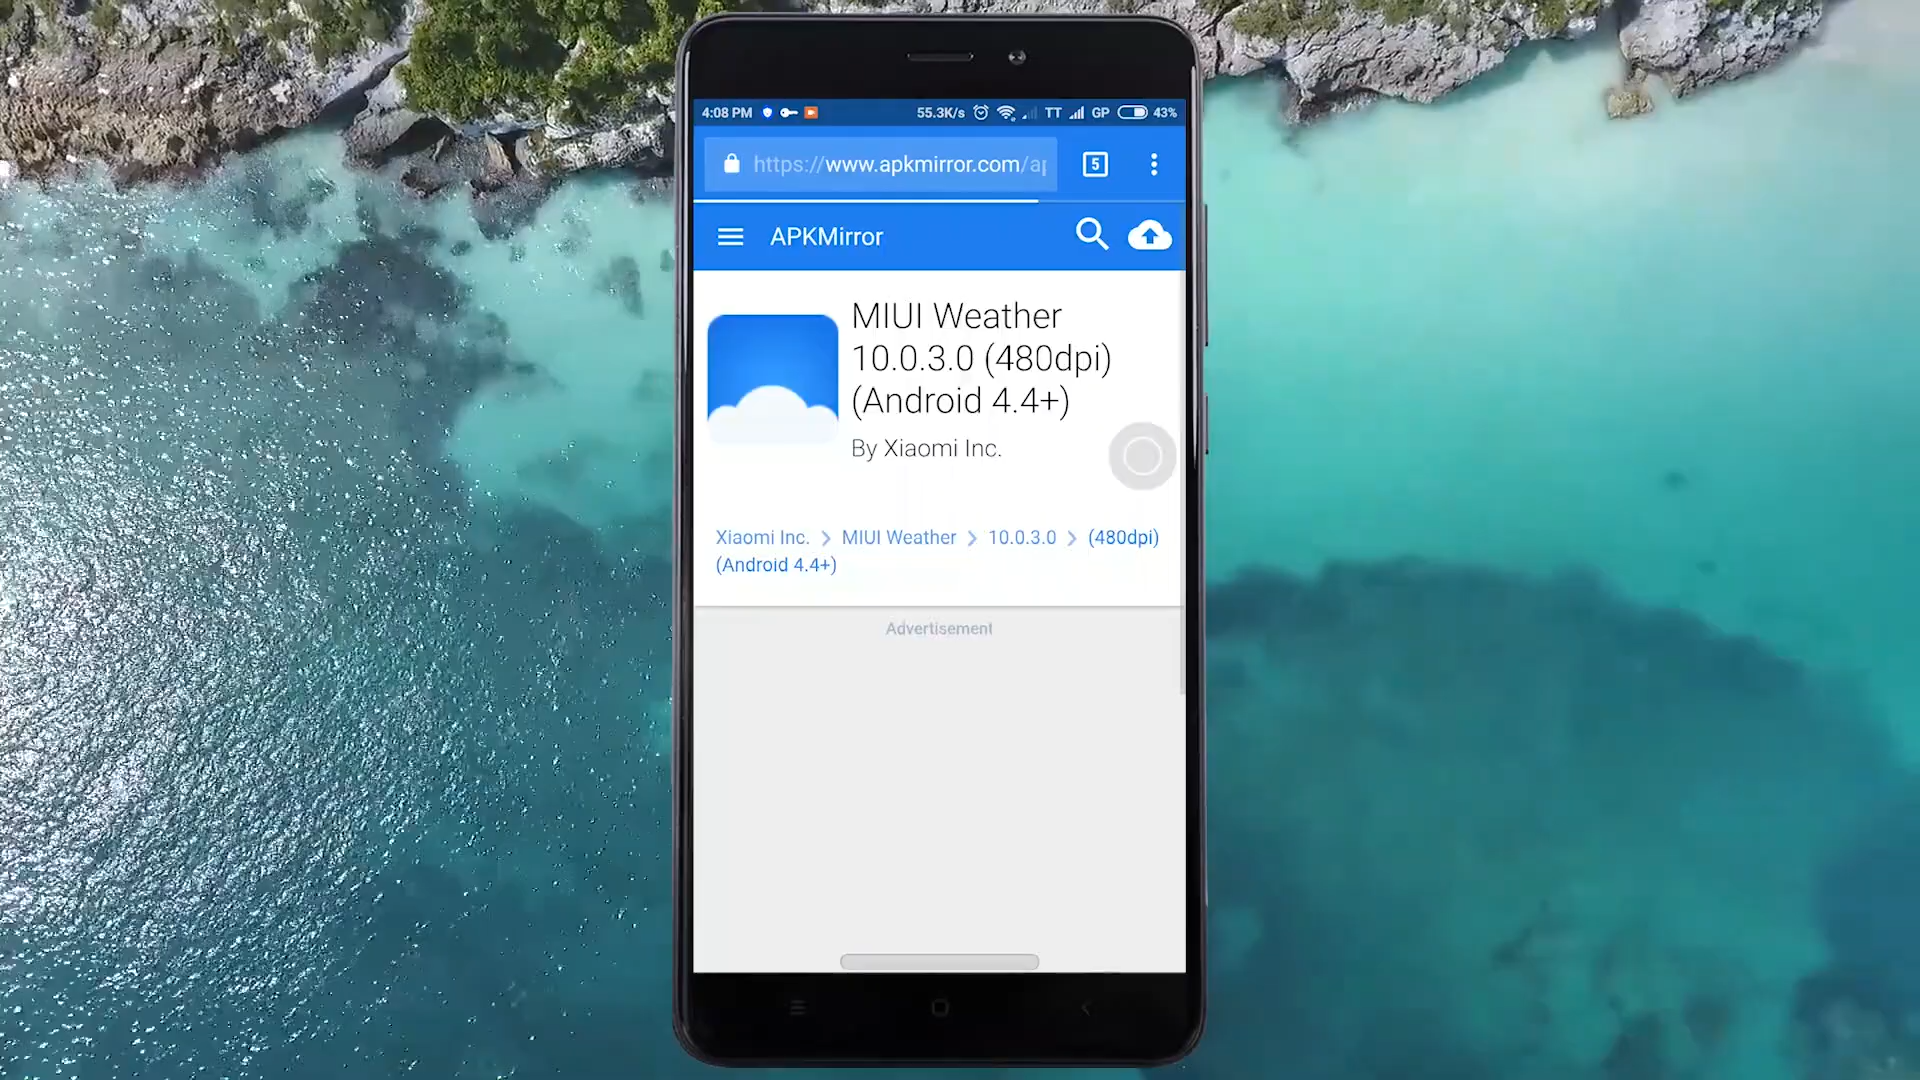 4:08 PM 55.3K/s TT GP 43%
https://www.apkmirror.com/ap
5
APKMirror
MIUI Weather
10.0.3.0 (480dpi)
(Android 4.4+)
By Xiaomi Inc.
Xiaomi Inc. > MIUI Weather > 10.0.3.0 > (480dpi)
(Android 4.4+)
Advertisement